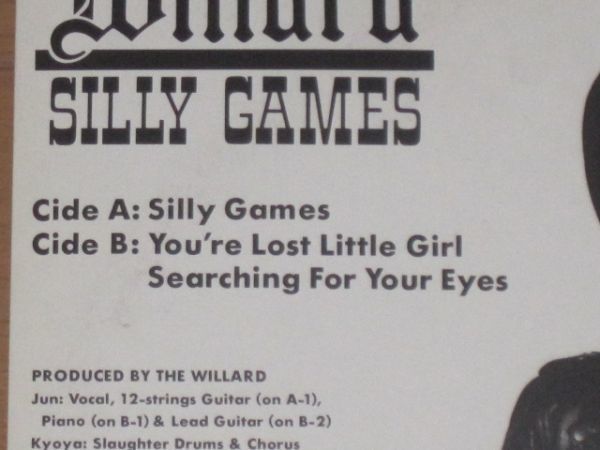 Willard
SILLY GAMES
Cide A: Silly Games
Cide B: You're Lost Little Girl
Searching For Your Eyes
PRODUCED BY THE WILLARD
Jun: Vocal, 12-strings Guitar (on A-1),
Piano (on B-1) & Lead Guitar (on B-2)
Kyoya: Slaughter Drums & Chorus